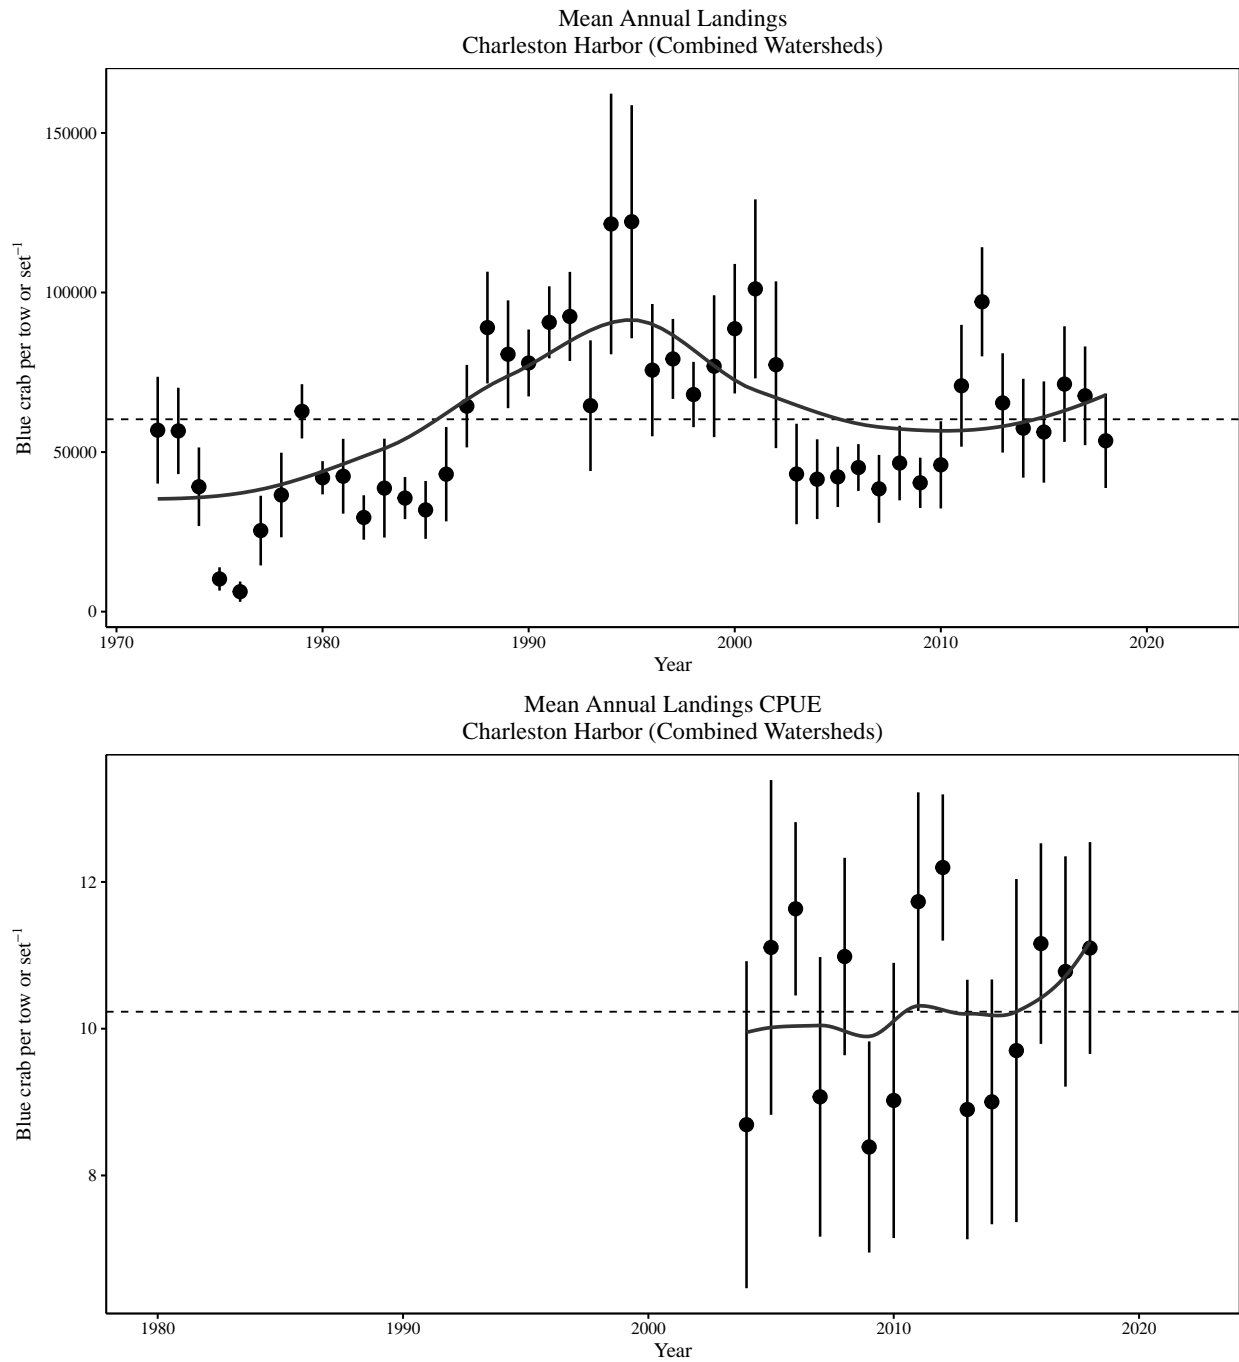 Mean Annual Landings
Charleston Harbor (Combined Watersheds)
Blue crab per tow or set⁻¹
150000
100000
50000
0
1970 1980 1990 2000 2010 2020
Year
Mean Annual Landings CPUE
Charleston Harbor (Combined Watersheds)
Blue crab per tow or set⁻¹
12
10
8
1980 1990 2000 2010 2020
Year